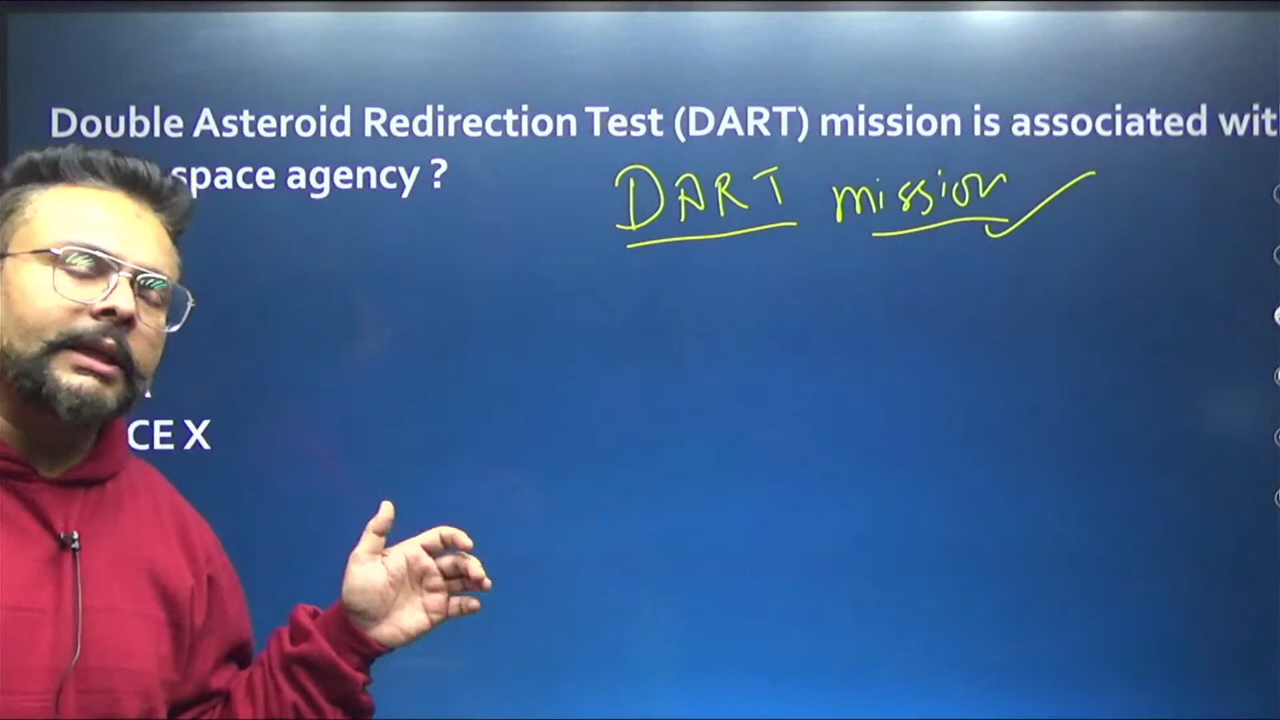 Double Asteroid Redirection Test (DART) mission is associated wit
space agency ?
DART mission
CE X